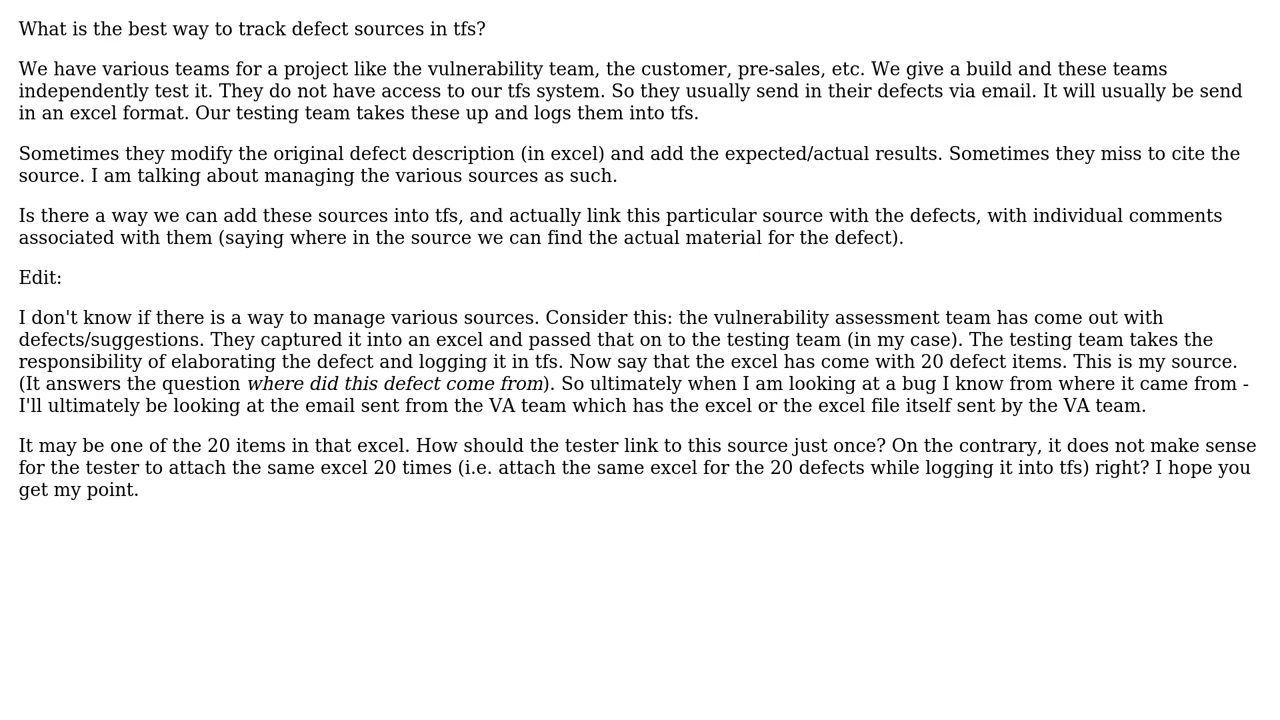 What is the best way to track defect sources in tfs?
We have various teams for a project like the vulnerability team, the customer, pre-sales, etc. We give a build and these teams
independently test it. They do not have access to our tfs system. So they usually send in their defects via email. It will usually be send
in an excel format. Our testing team takes these up and logs them into tfs.
Sometimes they modify the original defect description (in excel) and add the expected/actual results. Sometimes they miss to cite the
source. I am talking about managing the various sources as such.
Is there a way we can add these sources into tfs, and actually link this particular source with the defects, with individual comments
associated with them (saying where in the source we can find the actual material for the defect).
Edit:
I don't know if there is a way to manage various sources. Consider this: the vulnerability assessment team has come out with
defects/suggestions. They captured it into an excel and passed that on to the testing team (in my case). The testing team takes the
responsibility of elaborating the defect and logging it in tfs. Now say that the excel has come with 20 defect items. This is my source.
(It answers the question where did this defect come from). So ultimately when I am looking at a bug I know from where it came from -
I'll ultimately be looking at the email sent from the VA team which has the excel or the excel file itself sent by the VA team.
It may be one of the 20 items in that excel. How should the tester link to this source just once? On the contrary, it does not make sense
for the tester to attach the same excel 20 times (i.e. attach the same excel for the 20 defects while logging it into tfs) right? I hope you
get my point.